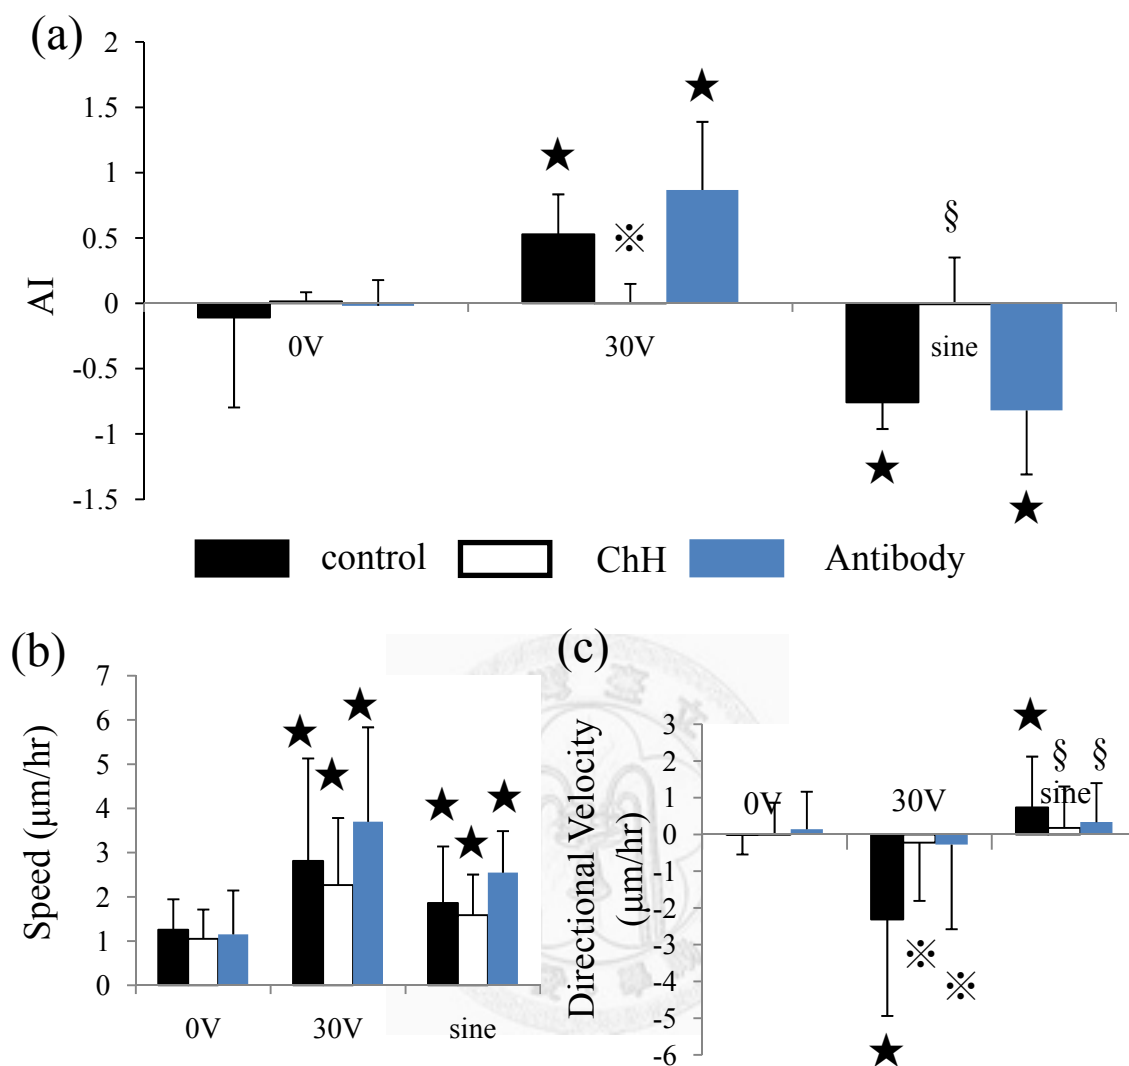 (a)
2
1.5
1
0.5
0
-0.5
-1
-1.5
AI
★
★
※
§
★
★
0V
30V
sine
control
ChH
Antibody
(b)
7
6
5
4
3
2
1
0
Speed (μm/hr)
★
★
★
★
★
★
0V
30V
sine
(c)
3
2
1
0
-1
-2
-3
-4
-5
-6
Directional Velocity
(μm/hr)
★
§
§
0V
30V
sine
※
※
★